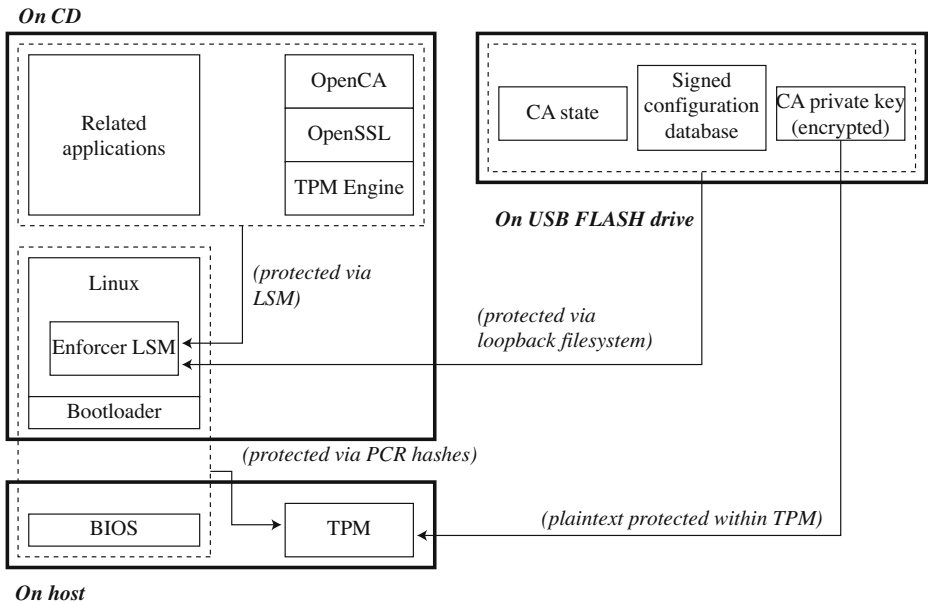 On CD
Related
applications
OpenCA
OpenSSL
TPM Engine
CA state
Signed
configuration
database
CA private key
(encrypted)
On USB FLASH drive
(protected via
LSM)
Linux
Enforcer LSM
Bootloader
(protected via
loopback filesystem)
(protected via PCR hashes)
BIOS
TPM
(plaintext protected within TPM)
On host